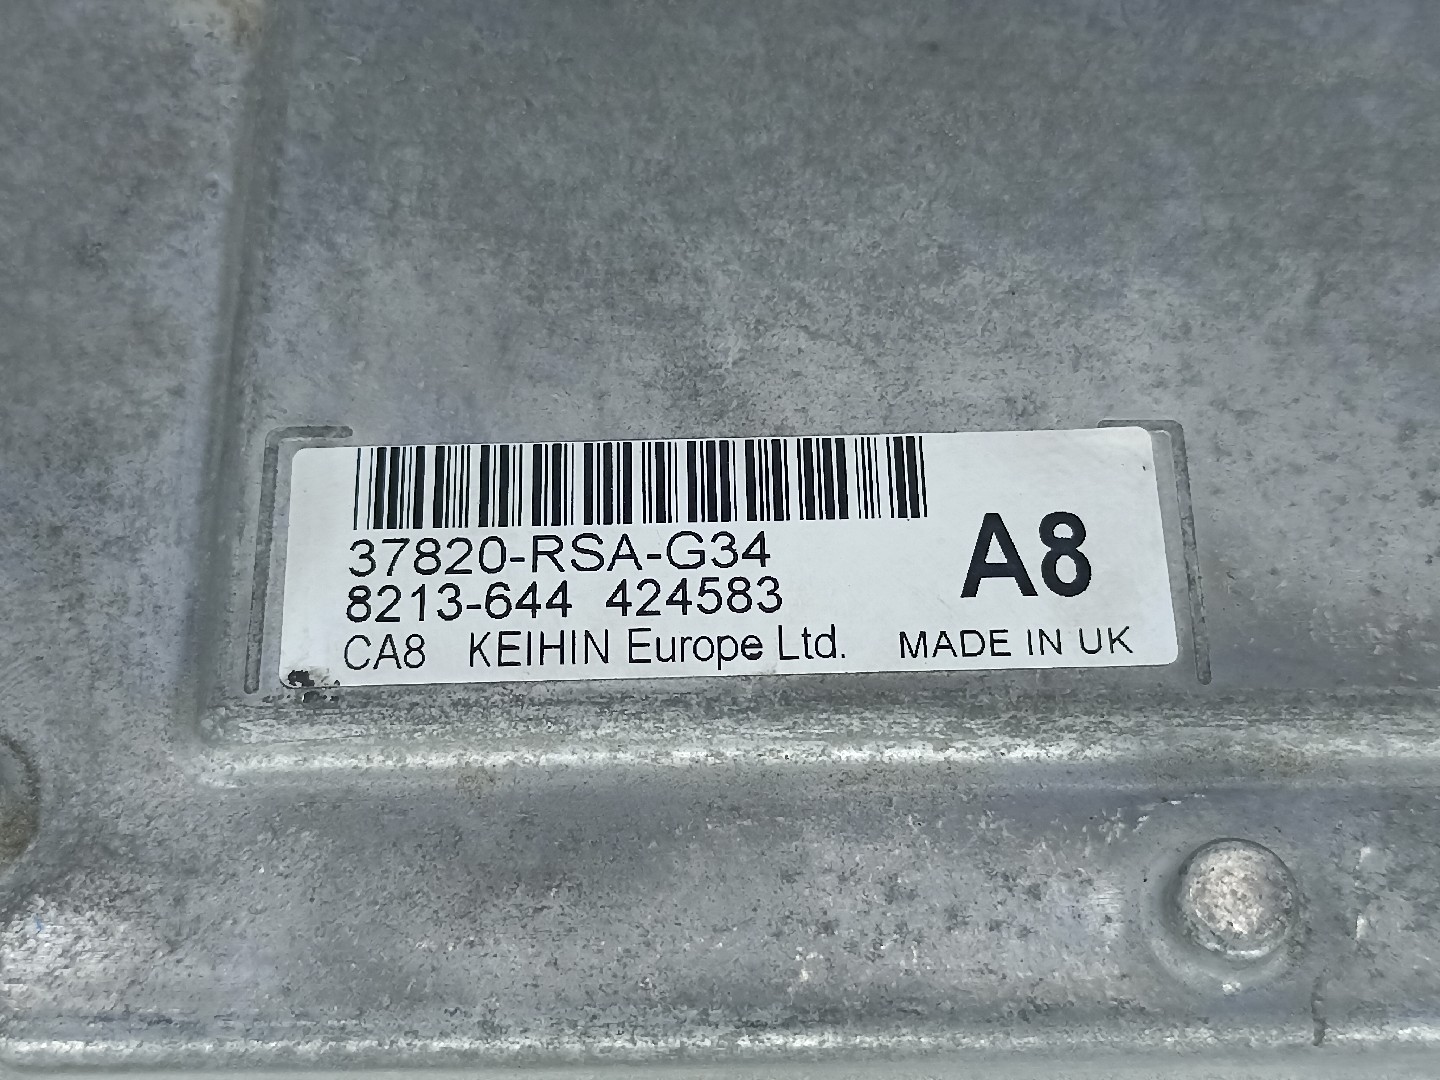 37820-RSA-G34
8213-644 424583
A8
CA8 KEIHIN Europe Ltd. MADE IN UK